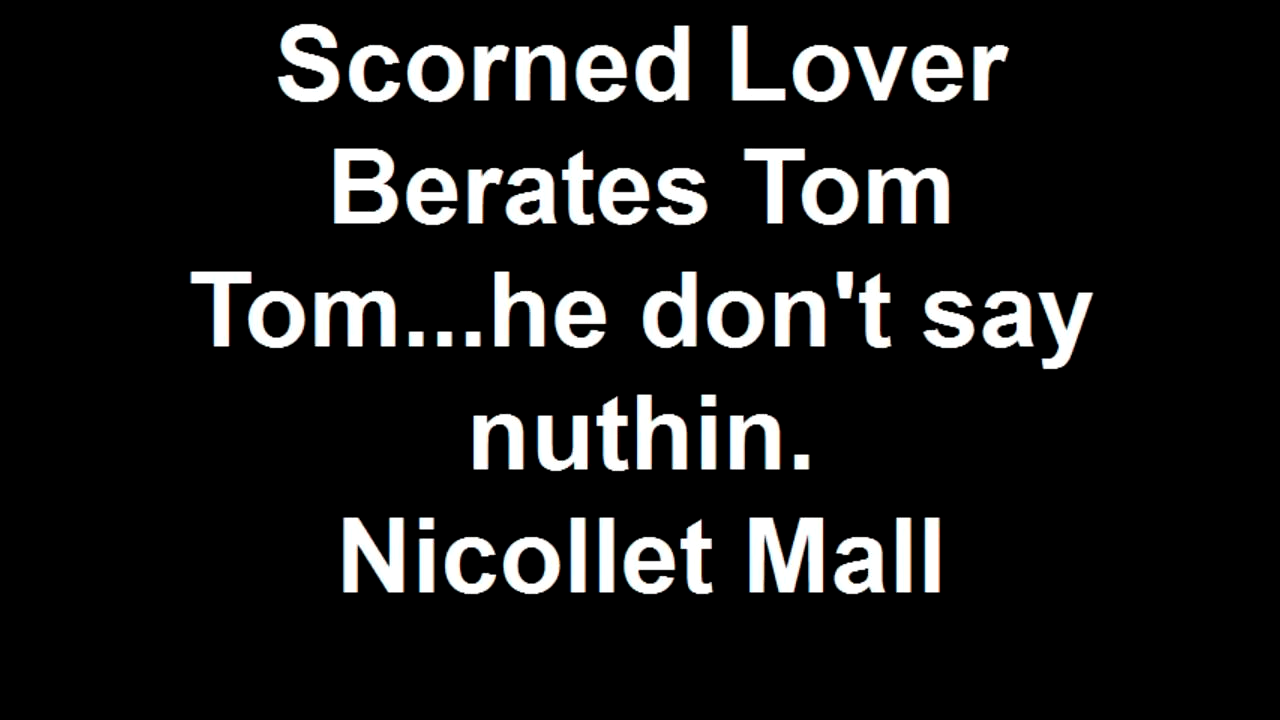 Scorned Lover
Berates Tom
Tom...he don't say
nuthin.
Nicollet Mall